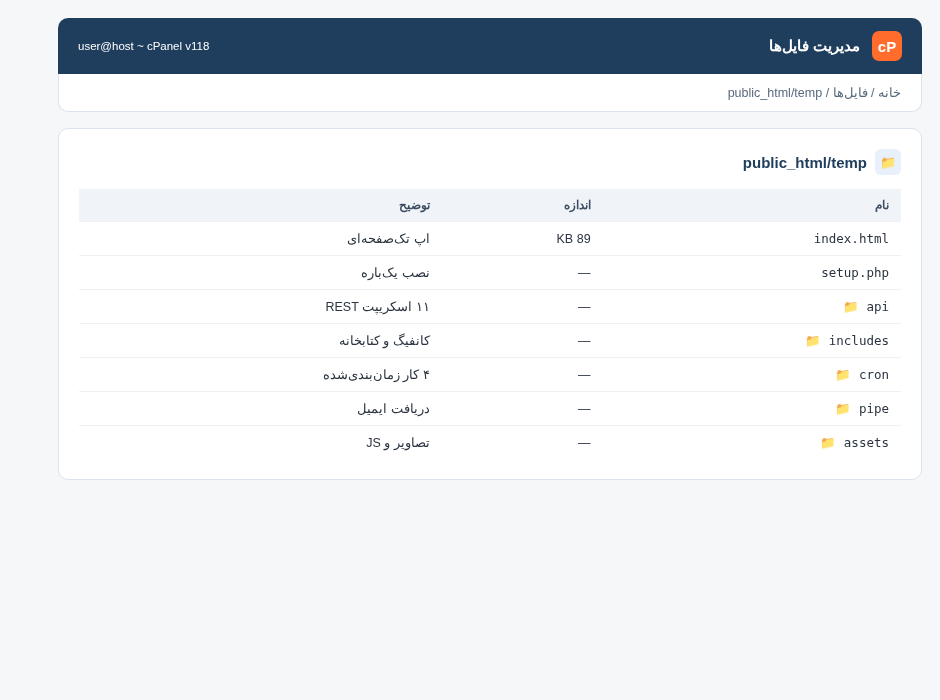 cP مدیریت فایل‌ها
user@host ~ cPanel v118
خانه / فایل‌ها / public_html/temp
📁 public_html/temp
نام اندازه توضیح
index.html 89 KB اپ تک‌صفحه‌ای
setup.php — نصب یک‌باره
api 📁 — ۱۱ اسکریپت REST
includes 📁 — کانفیگ و کتابخانه
cron 📁 — ۴ کار زمان‌بندی‌شده
pipe 📁 — دریافت ایمیل
assets 📁 — تصاویر و JS